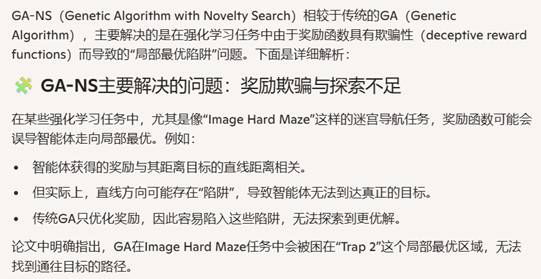 GA-NS（Genetic Algorithm with Novelty Search）相较于传统的GA（Genetic
Algorithm），主要解决的是在强化学习任务中由于奖励函数具有欺骗性（deceptive reward
functions）而导致的“局部最优陷阱”问题。下面是详细解析：
GA-NS主要解决的问题：奖励欺骗与探索不足
在某些强化学习任务中，尤其是像“Image Hard Maze”这样的迷宫导航任务，奖励函数可能会
误导智能体走向局部最优。例如：
• 智能体获得的奖励与其距离目标的直线距离相关。
• 但实际上，直线方向可能存在“陷阱”，导致智能体无法到达真正的目标。
• 传统GA只优化奖励，因此容易陷入这些陷阱，无法探索到更优解。
论文中明确指出，GA在Image Hard Maze任务中会被困在“Trap 2”这个局部最优区域，无法
找到通往目标的路径。